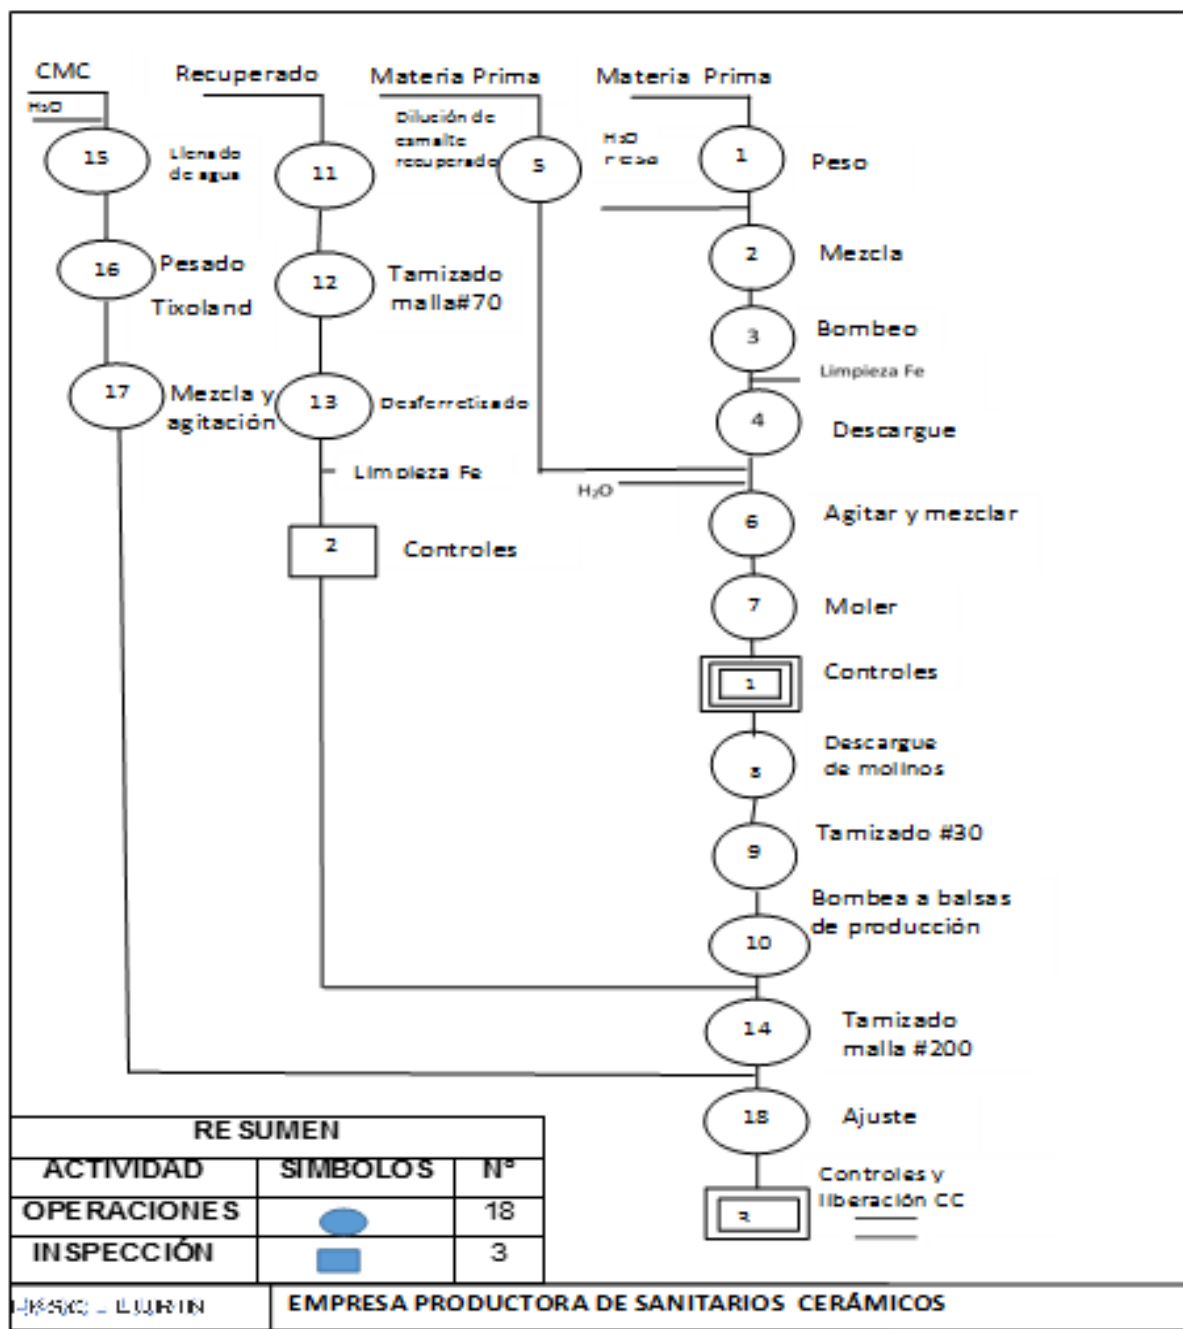 CMC
H₂O
15
Llenado
de agua
16
Pesado
Tixoland
17
Mezcla y
agitación
Recuperado
11
12
Tamizado
malla#70
13
Desferretizado
Limpieza Fe
2
Controles
Materia Prima
Dilución de
esmalte
recuperado
5
Materia Prima
H₂O
1
Peso
2
Mezcla
3
Bombeo
Limpieza Fe
4
Descargue
H₂O
6
Agitar y mezclar
7
Moler
1
Controles
8
Descargue
de molinos
9
Tamizado #30
Bombea a balsas
de producción
10
14
Tamizado
malla #200
18
Ajuste
Controles y
liberación CC
3
RESUMEN
ACTIVIDAD SIMBOLOS N°
OPERACIONES 18
INSPECCIÓN 3
EMPRESA PRODUCTORA DE SANITARIOS CERÁMICOS